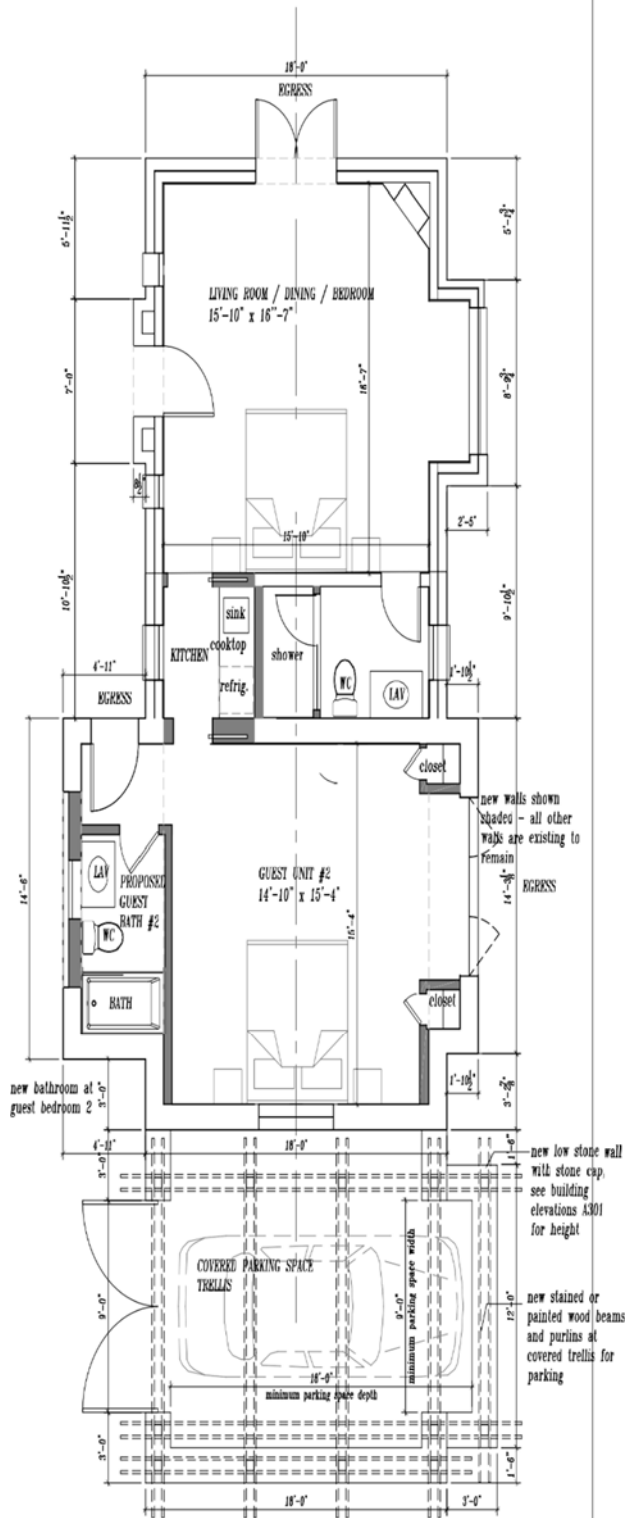 18'-0"
EGRESS
5'-11½"
5'-1¾"
LIVING ROOM / DINING / BEDROOM
15'-10" x 16"-7"
7'-0"
16'-7"
8'-9¾"
2'-6"
15'-10"
10'-10½"
9'-10½"
sink
cooktop
KITCHEN
shower
refrig.
WC
LAV
4'-11"
1'-10½"
EGRESS
closet
new walls shown
shaded - all other
walls are existing to
remain
LAV
PROPOSED
GUEST
BATH #2
GUEST UNIT #2
14'-10" x 15'-4"
14'-6"
15'-4"
EGRESS
WC
BATH
closet
new bathroom at
guest bedroom 2
3'-0"
1'-10½"
4'-11"
18'-0"
3'-0"
1'-6"
new low stone wall
with stone cap,
see building
elevations A301
for height
COVERED PARKING SPACE
TRELLIS
9'-0"
9'-0"
minimum parking space width
12'-0"
new stained or
painted wood beams
and purlins at
covered trellis for
parking
18'-0"
minimum parking space depth
3'-0"
1'-6"
18'-0"
3'-0"